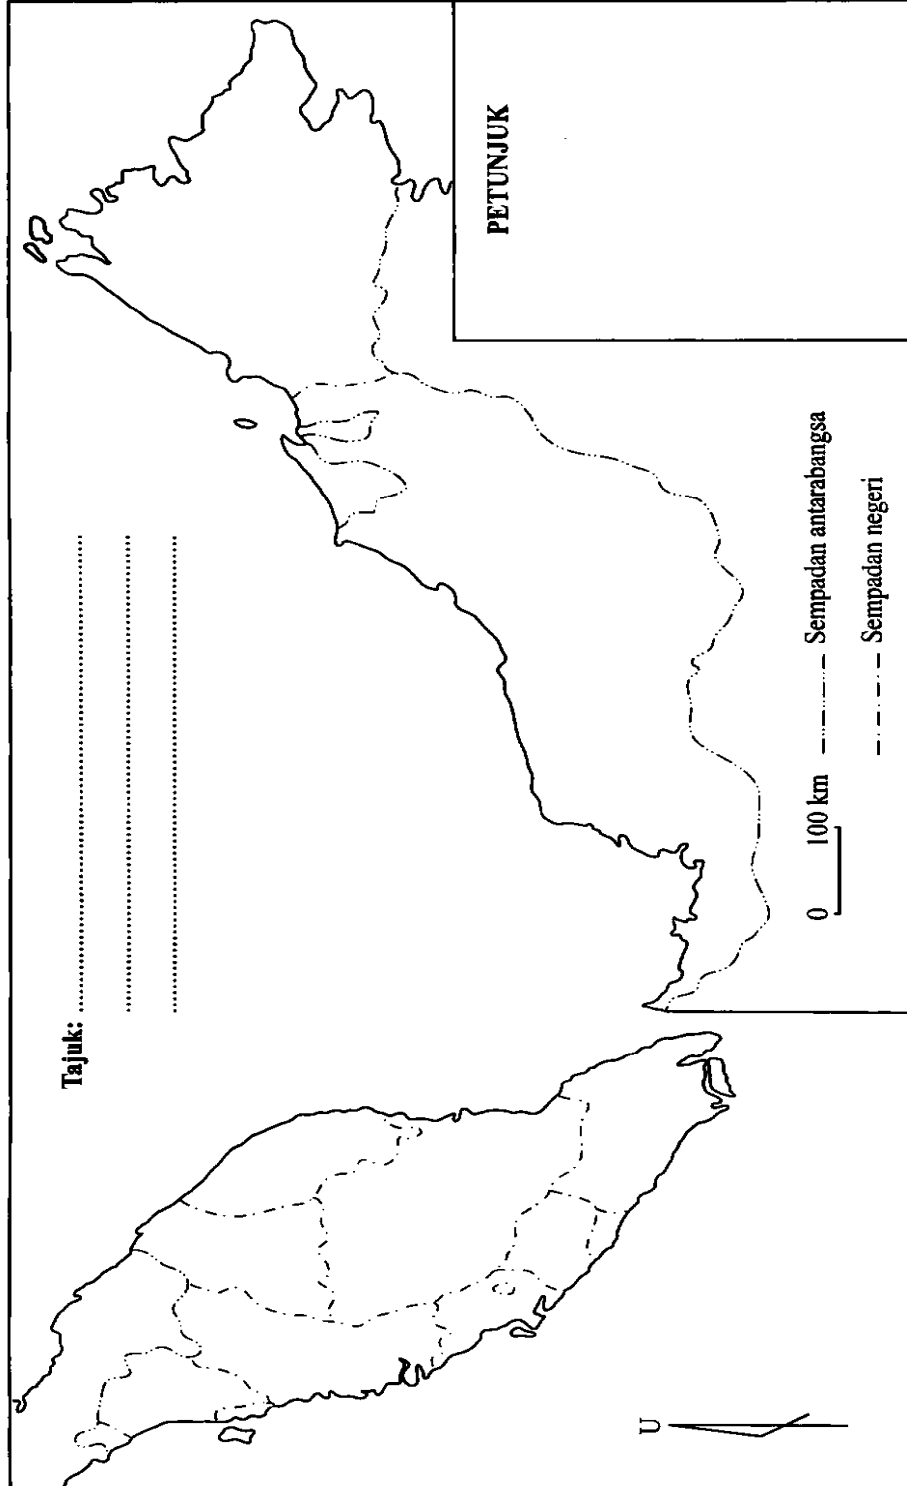 Tajuk: ..........................................................................
..........................................................................
..........................................................................
PETUNJUK
U
0 100 km
Sempadan antarabangsa
Sempadan negeri